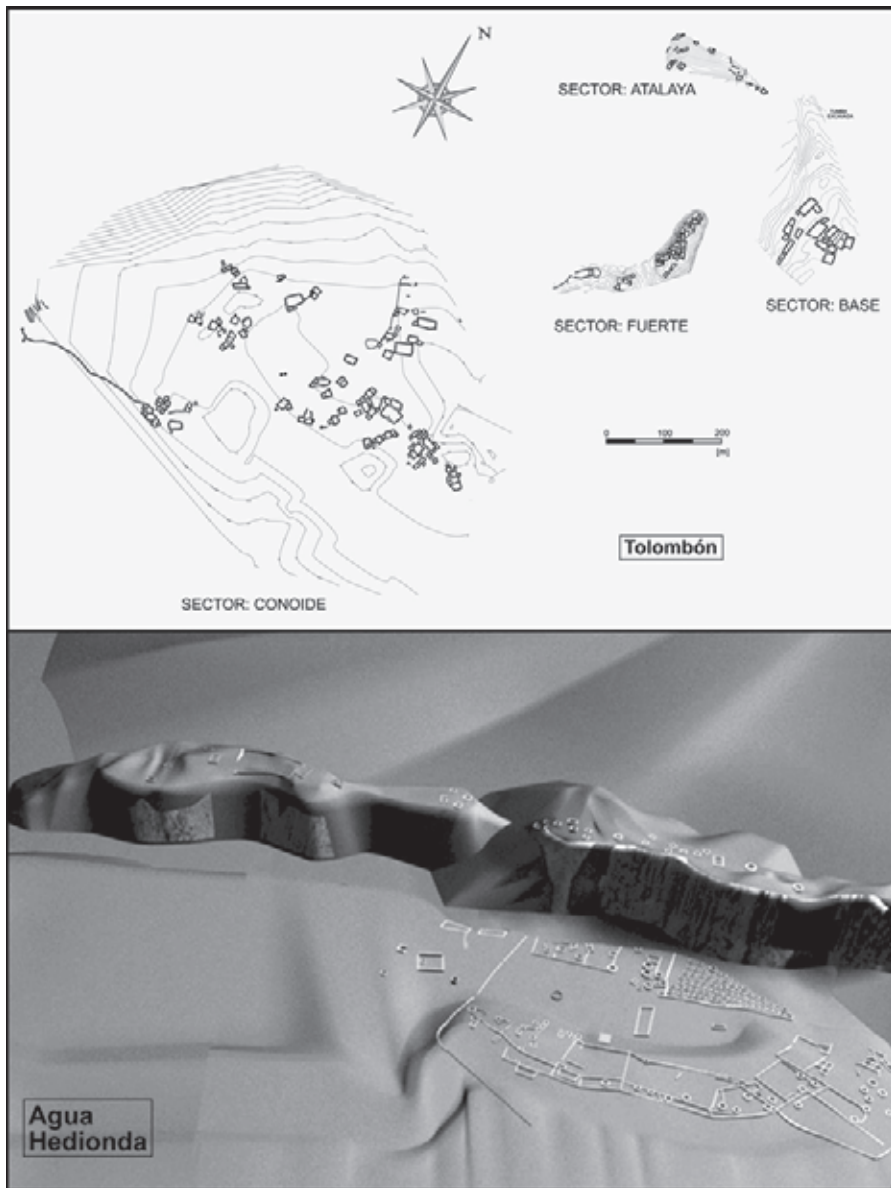 N
SECTOR: ATALAYA
SECTOR: BASE
SECTOR: FUERTE
0 100 200
[m]
Tolombón
SECTOR: CONOIDE
Agua
Hedionda